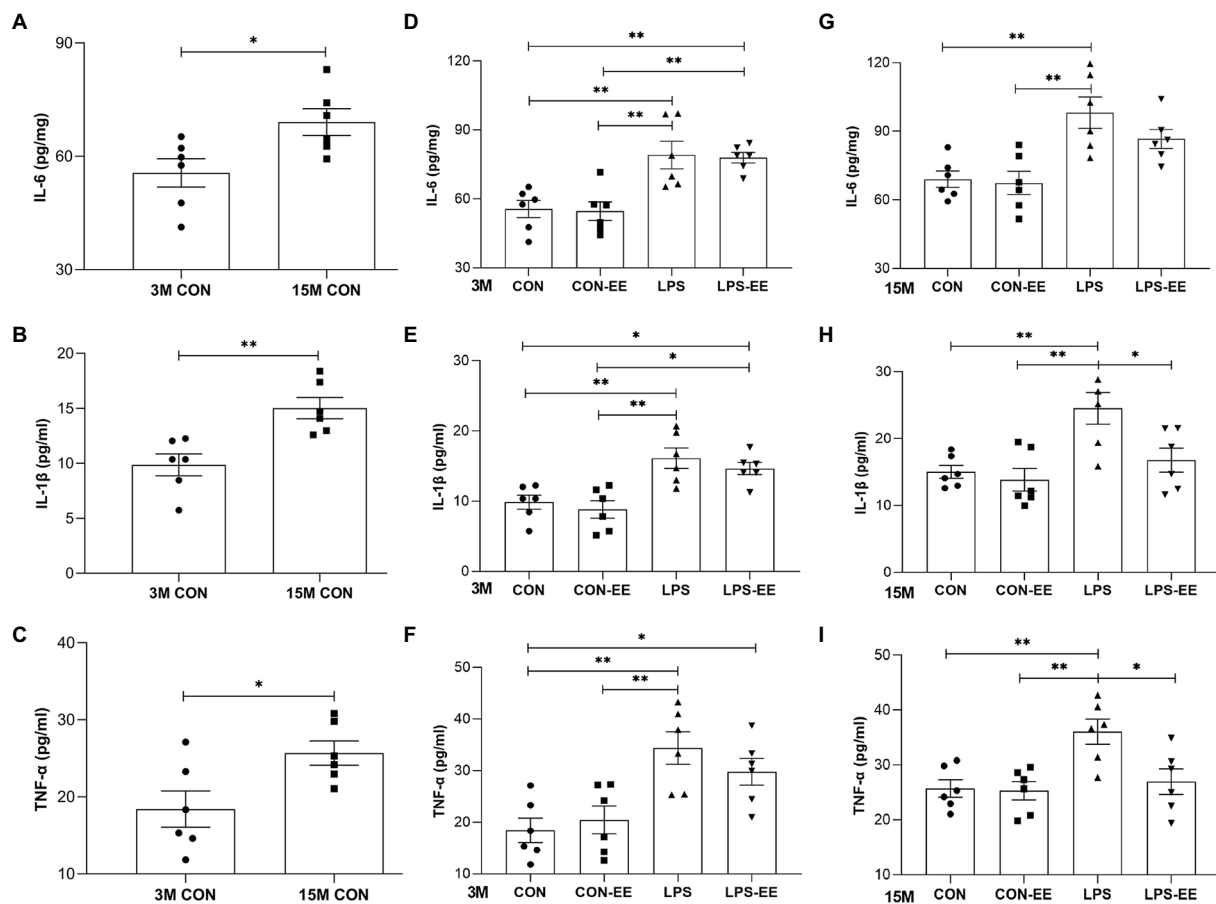 A
IL-6 (pg/mg)
90
60
30
*
3M CON 15M CON
D
IL-6 (pg/mg)
120
90
60
30
**
**
**
**
3M CON CON-EE LPS LPS-EE
G
IL-6 (pg/mg)
120
90
60
30
**
**
15M CON CON-EE LPS LPS-EE
B
IL-1β (pg/ml)
20
15
10
5
0
**
3M CON 15M CON
E
IL-1β (pg/ml)
30
20
10
0
*
*
**
**
3M CON CON-EE LPS LPS-EE
H
IL-1β (pg/ml)
30
20
10
0
**
** *
15M CON CON-EE LPS LPS-EE
C
TNF-α (pg/ml)
40
30
20
10
*
3M CON 15M CON
F
TNF-α (pg/ml)
50
40
30
20
10
*
**
**
3M CON CON-EE LPS LPS-EE
I
TNF-α (pg/ml)
50
40
30
20
10
**
** *
15M CON CON-EE LPS LPS-EE